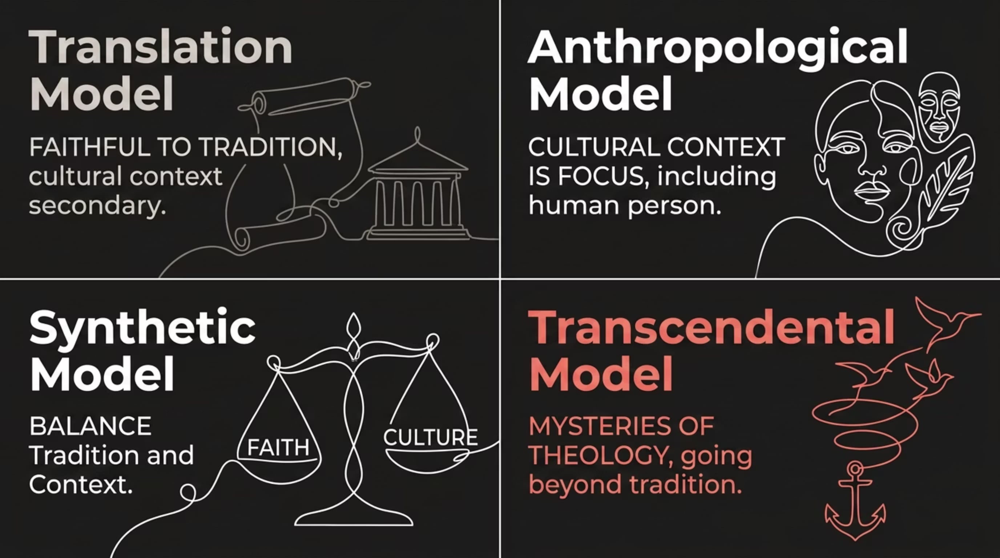 Translation
Model
FAITHFUL TO TRADITION,
cultural context
secondary.
Anthropological
Model
CULTURAL CONTEXT
IS FOCUS, including
human person.
Synthetic
Model
BALANCE
Tradition and
Context.
FAITH
CULTURE
Transcendental
Model
MYSTERIES OF
THEOLOGY, going
beyond tradition.